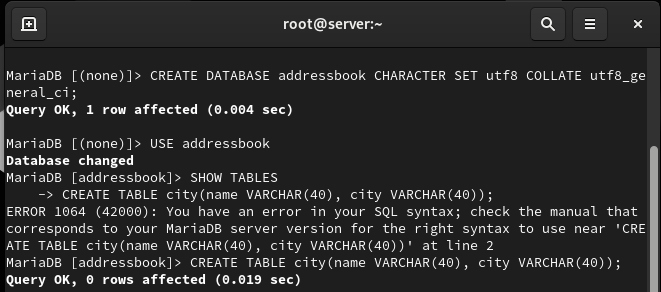 root@server:~
MariaDB [(none)]> CREATE DATABASE addressbook CHARACTER SET utf8 COLLATE utf8_ge
neral_ci;
Query OK, 1 row affected (0.004 sec)
MariaDB [(none)]> USE addressbook
Database changed
MariaDB [addressbook]> SHOW TABLES
    -> CREATE TABLE city(name VARCHAR(40), city VARCHAR(40));
ERROR 1064 (42000): You have an error in your SQL syntax; check the manual that
corresponds to your MariaDB server version for the right syntax to use near 'CRE
ATE TABLE city(name VARCHAR(40), city VARCHAR(40))' at line 2
MariaDB [addressbook]> CREATE TABLE city(name VARCHAR(40), city VARCHAR(40));
Query OK, 0 rows affected (0.019 sec)